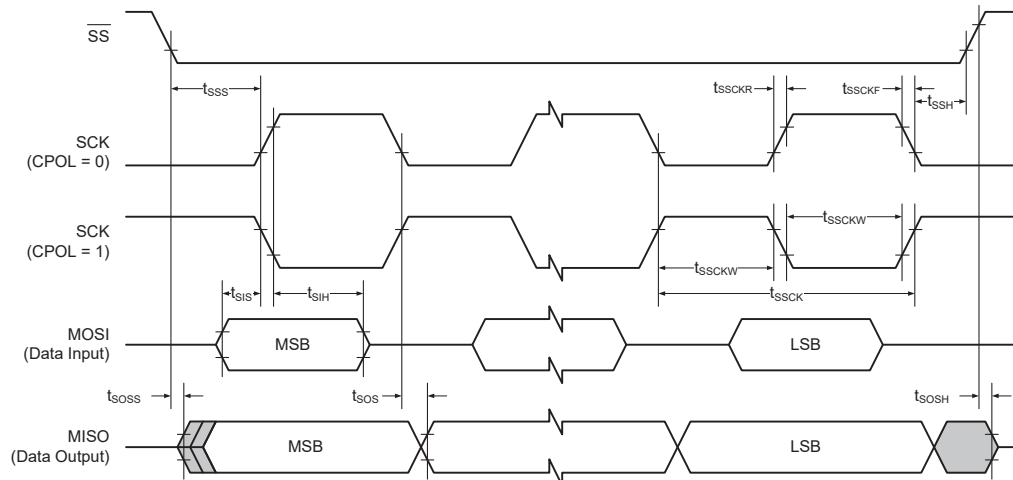 SS
tSSS
tSSCKR
tSSCKF
tSSH
SCK
(CPOL = 0)
SCK
(CPOL = 1)
tSSCKW
tSSCKW
tSSCK
tSIS
tSIH
MOSI
(Data Input)
MSB
LSB
tSOSS
tSOS
tSOSH
MISO
(Data Output)
MSB
LSB